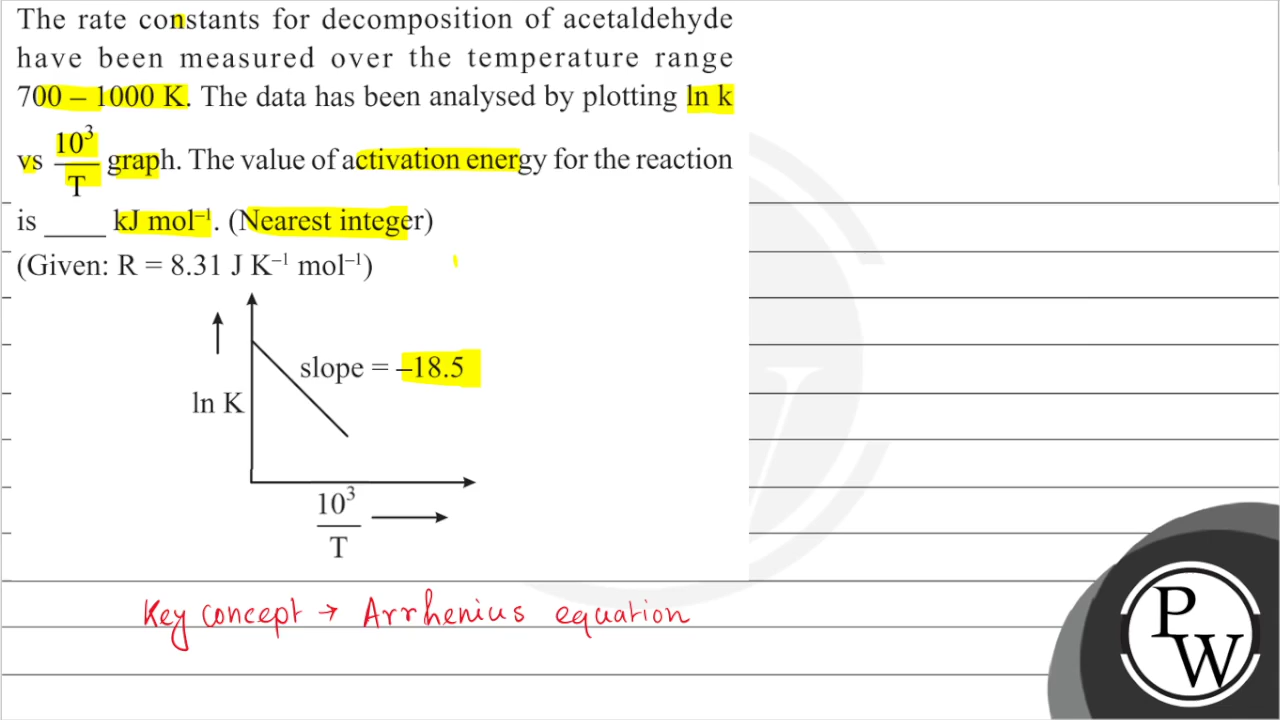 The rate constants for decomposition of acetaldehyde
have been measured over the temperature range
700 – 1000 K. The data has been analysed by plotting ln k
vs 10³/T graph. The value of activation energy for the reaction
is ____ kJ mol⁻¹. (Nearest integer)
(Given: R = 8.31 J K⁻¹ mol⁻¹)
slope = –18.5
ln K
10³/T
Key concept → Arrhenius equation
PW